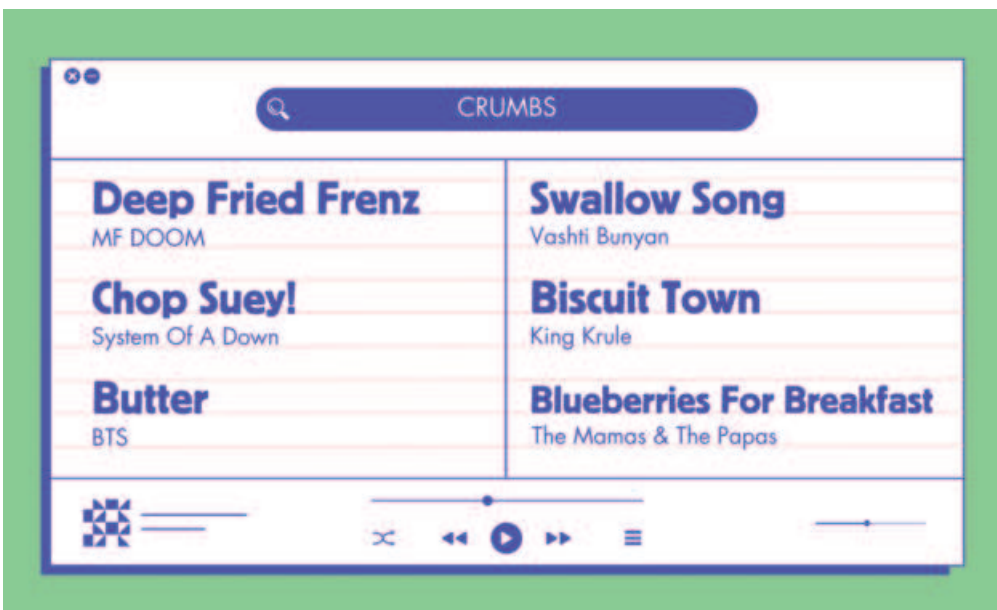 CRUMBS
Deep Fried Frenz
MF DOOM
Chop Suey!
System Of A Down
Butter
BTS
Swallow Song
Vashti Bunyan
Biscuit Town
King Krule
Blueberries For Breakfast
The Mamas & The Papas